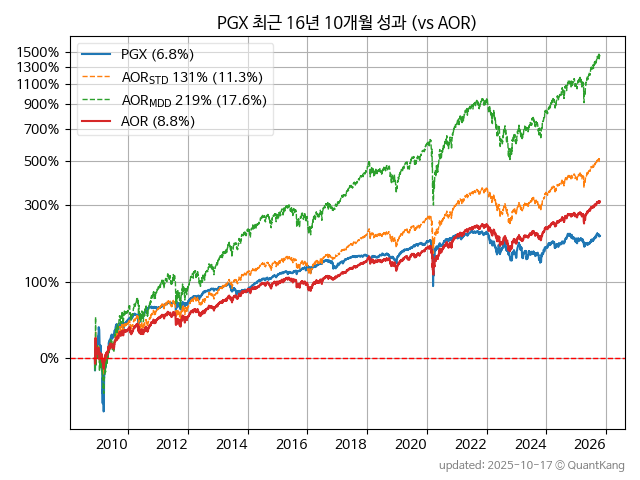 PGX 최근 16년 10개월 성과 (vs AOR)
1500%
1300%
1100%
900%
700%
500%
300%
100%
0%
PGX (6.8%)
AOR_STD 131% (11.3%)
AOR_MDD 219% (17.6%)
AOR (8.8%)
2010 2012 2014 2016 2018 2020 2022 2024 2026
updated: 2025-10-17 © QuantKang